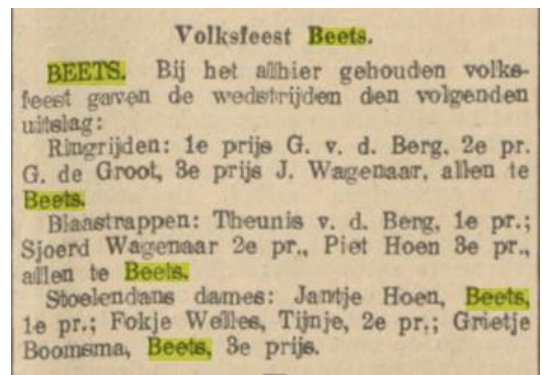 Volksfeest Beets.
BEETS. Bij het alhier gehouden volks-
feest gaven de wedstrijden den volgenden
uitslag:
Ringrijden: 1e prijs G. v. d. Berg, 2e pr.
G. de Groot, 3e prijs J. Wagenaar, allen te
Beets.
Blaastrappen: Theunis v. d. Berg, 1e pr.;
Sjoerd Wagenaar 2e pr., Piet Hoen 3e pr.,
allen te Beets.
Stoelendans dames: Jantje Hoen, Beets,
1e pr.; Fokje Welles, Tijnje, 2e pr.; Grietje
Boomsma, Beets, 3e prijs.